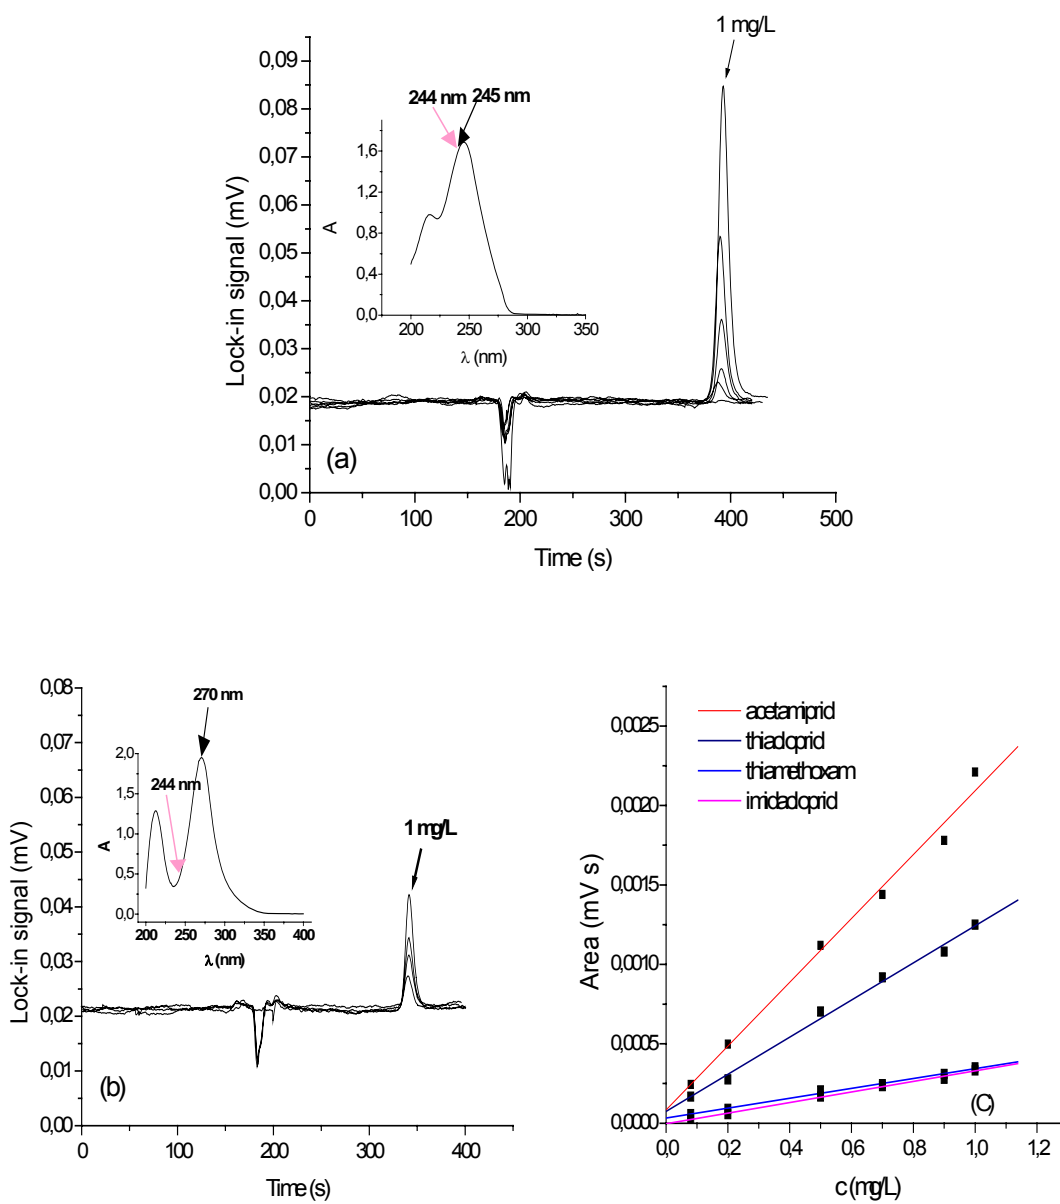 1 mg/L
0,09
0,08
0,07
0,06
0,05
0,04
0,03
0,02
0,01
0,00
Lock-in signal (mV)
244 nm 245 nm
1,6
1,2
0,8
0,4
0,0
A
200 250 300 350
λ (nm)
(a)
0 100 200 300 400 500
Time (s)
0,08
0,07
0,06
0,05
0,04
0,03
0,02
0,01
0,00
Lock-in signal (mV)
270 nm
244 nm
2,0
1,5
1,0
0,5
0,0
A
200 250 300 350 400
λ (nm)
1 mg/L
(b)
0 100 200 300 400
Time (s)
acetamiprid
thiacloprid
thiamethoxam
imidacloprid
0,0025
0,0020
0,0015
0,0010
0,0005
0,0000
Area (mV s)
(C)
0,0 0,2 0,4 0,6 0,8 1,0 1,2
c (mg/L)